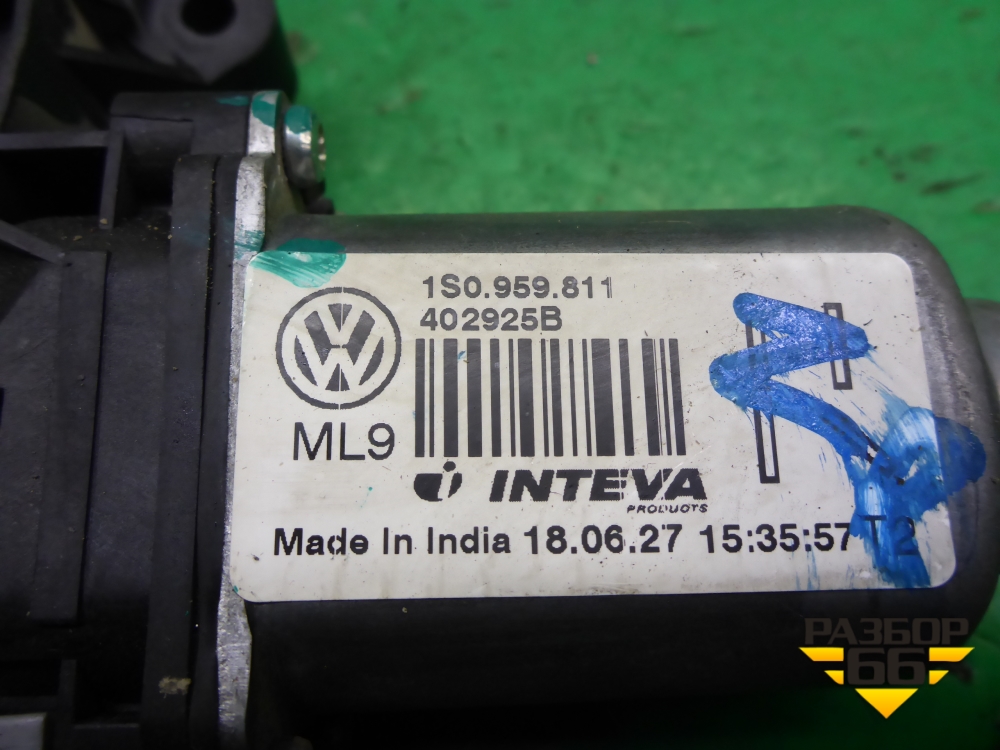 1S0.959.811
402925B
ML9
INTEVA
PRODUCTS
Made In India 18.06.27 15:35:57 T2
РАЗБОР
66